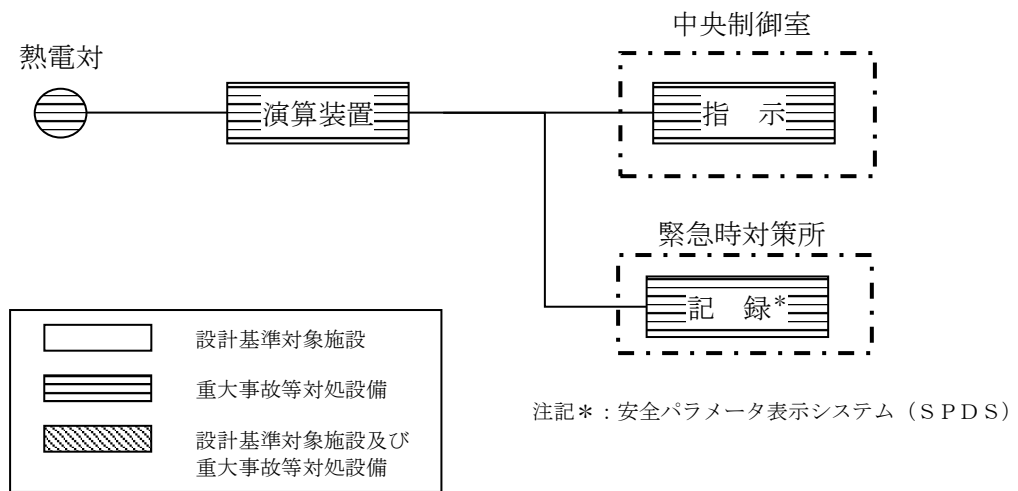 中央制御室
熱電対
演算装置
指　示
緊急時対策所
記　録*
設計基準対象施設
重大事故等対処設備
設計基準対象施設及び
重大事故等対処設備
注記＊：安全パラメータ表示システム（ＳＰＤＳ）